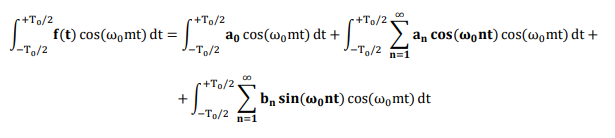 ∫_{−T₀/2}^{+T₀/2} f(t) cos(ω₀mt) dt = ∫_{−T₀/2}^{+T₀/2} a₀ cos(ω₀mt) dt + ∫_{−T₀/2}^{+T₀/2} ∑_{n=1}^{∞} aₙ cos(ω₀nt) cos(ω₀mt) dt +
+ ∫_{−T₀/2}^{+T₀/2} ∑_{n=1}^{∞} bₙ sin(ω₀nt) cos(ω₀mt) dt